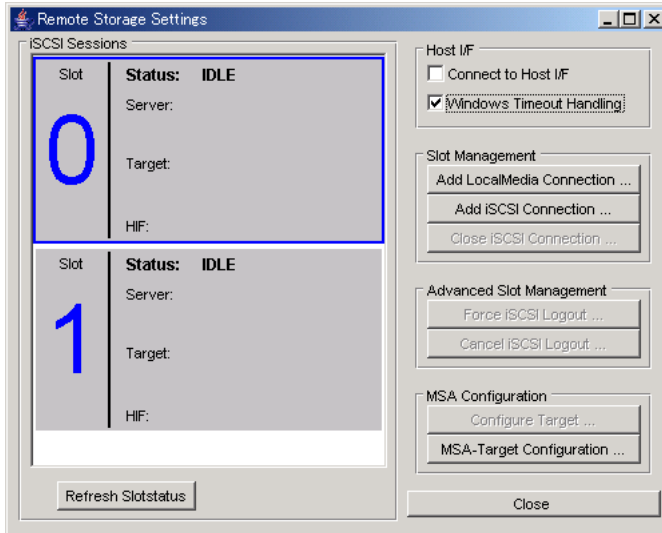 Remote Storage Settings
iSCSI Sessions
Slot
Status: IDLE
0
Server:
Target:
HIF:
Slot
Status: IDLE
1
Server:
Target:
HIF:
Refresh Slotstatus
Host I/F
Connect to Host I/F
Windows Timeout Handling
Slot Management
Add LocalMedia Connection ...
Add iSCSI Connection ...
Close iSCSI Connection ...
Advanced Slot Management
Force iSCSI Logout ...
Cancel iSCSI Logout ...
MSA Configuration
Configure Target ...
MSA-Target Configuration ...
Close